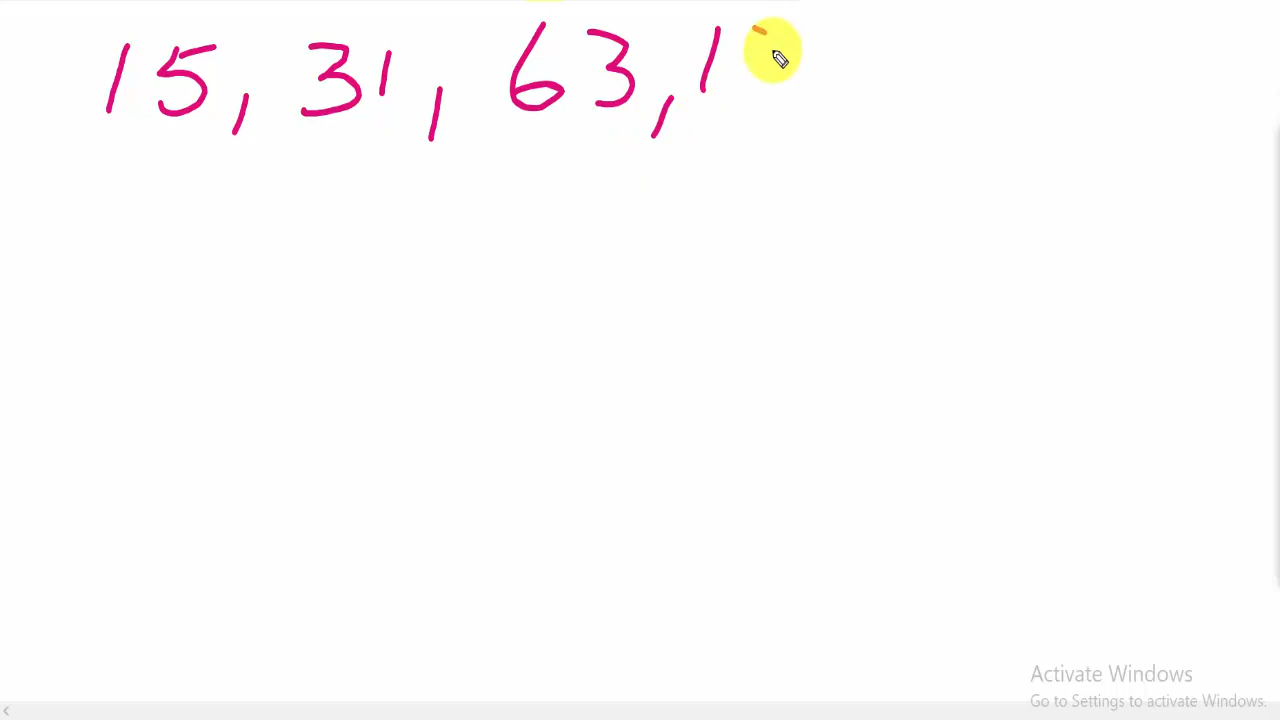 15, 31, 63, 1
Activate Windows
Go to Settings to activate Windows.